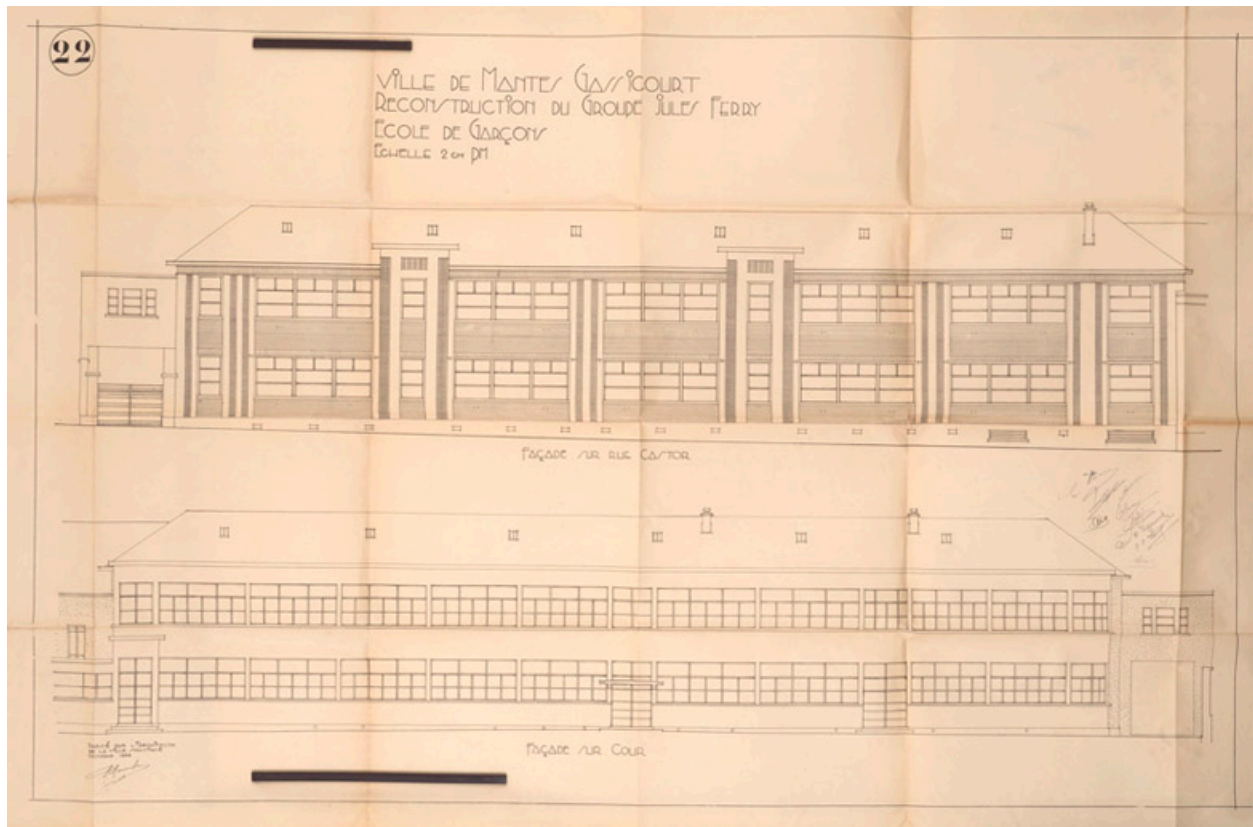 22
VILLE DE MANTES GASSICOURT
RECONSTRUCTION DU GROUPE JULES FERRY
ECOLE DE GARÇONS
ECHELLE 2 CM PM
FAÇADE SUR RUE CASTOR
FAÇADE SUR COUR